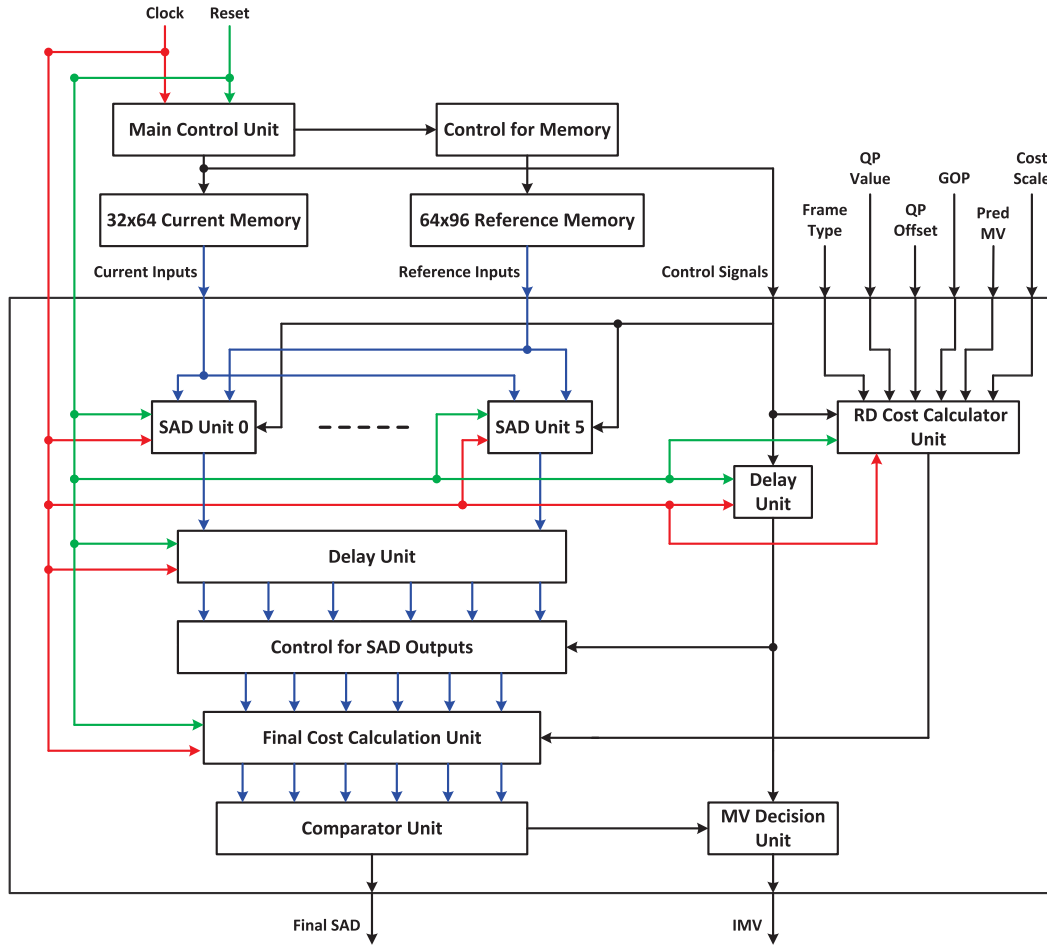 Clock
Reset
Main Control Unit
Control for Memory
QP
Value
GOP
Cost
Scale
Frame
Type
QP
Offset
Pred
MV
32x64 Current Memory
64x96 Reference Memory
Current Inputs
Reference Inputs
Control Signals
SAD Unit 0
SAD Unit 5
RD Cost Calculator
Unit
Delay
Unit
Delay Unit
Control for SAD Outputs
Final Cost Calculation Unit
Comparator Unit
MV Decision
Unit
Final SAD
IMV